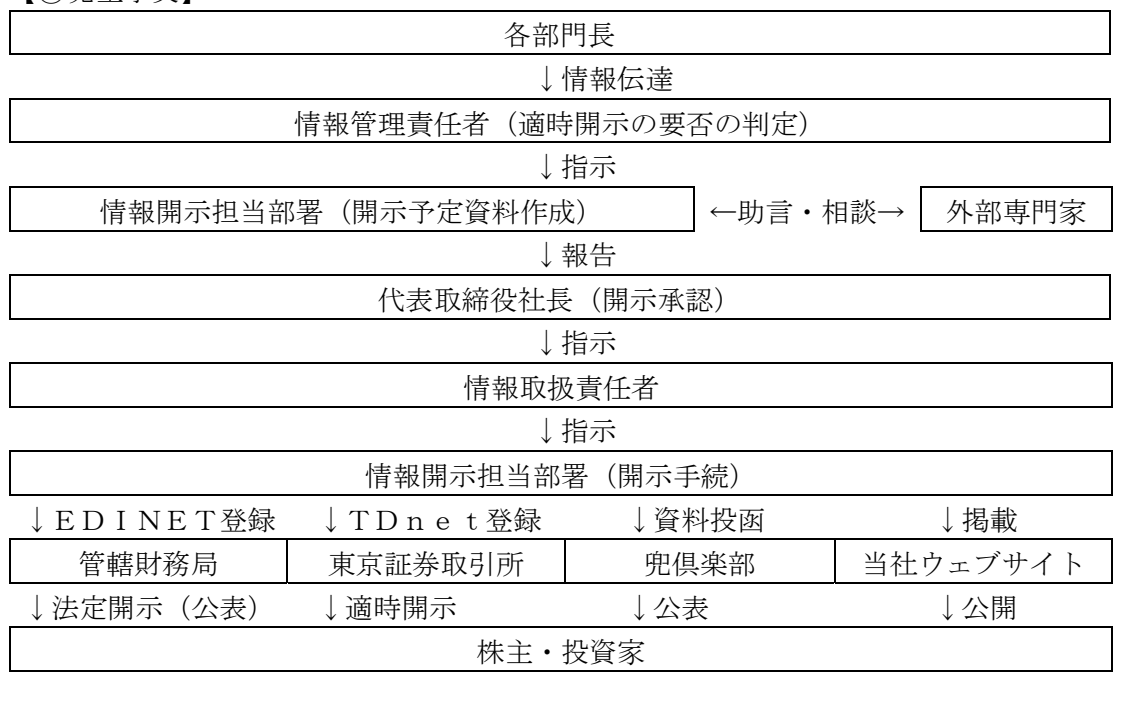 各部門長
↓情報伝達
情報管理責任者（適時開示の要否の判定）
↓指示
情報開示担当部署（開示予定資料作成） ←助言・相談→ 外部専門家
↓報告
代表取締役社長（開示承認）
↓指示
情報取扱責任者
↓指示
情報開示担当部署（開示手続）
↓ＥＤＩＮＥＴ登録 ↓ＴＤｎｅｔ登録 ↓資料投函 ↓掲載
管轄財務局 東京証券取引所 兜倶楽部 当社ウェブサイト
↓法定開示（公表） ↓適時開示 ↓公表 ↓公開
株主・投資家